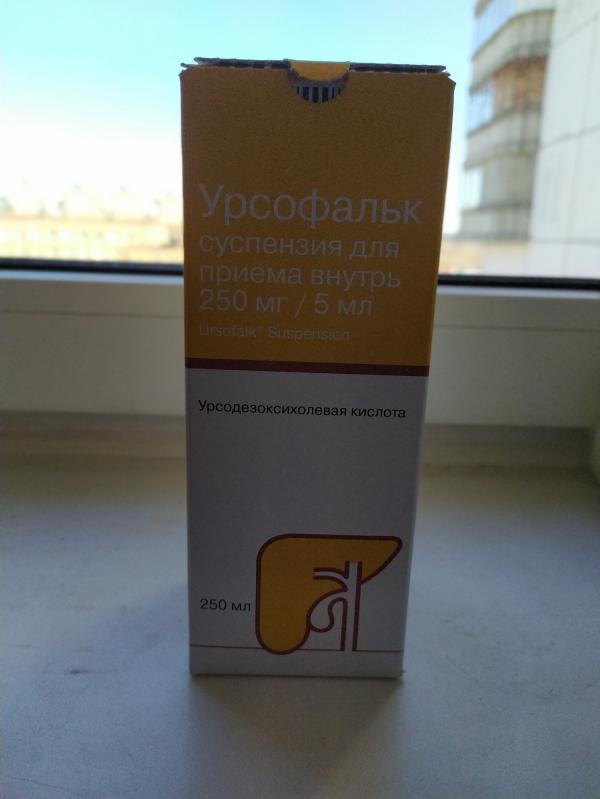 Урсофальк
суспензия для
приема внутрь
250 мг / 5 мл
Ursofalk® Suspension
Урсодезоксихолевая кислота
250 мл